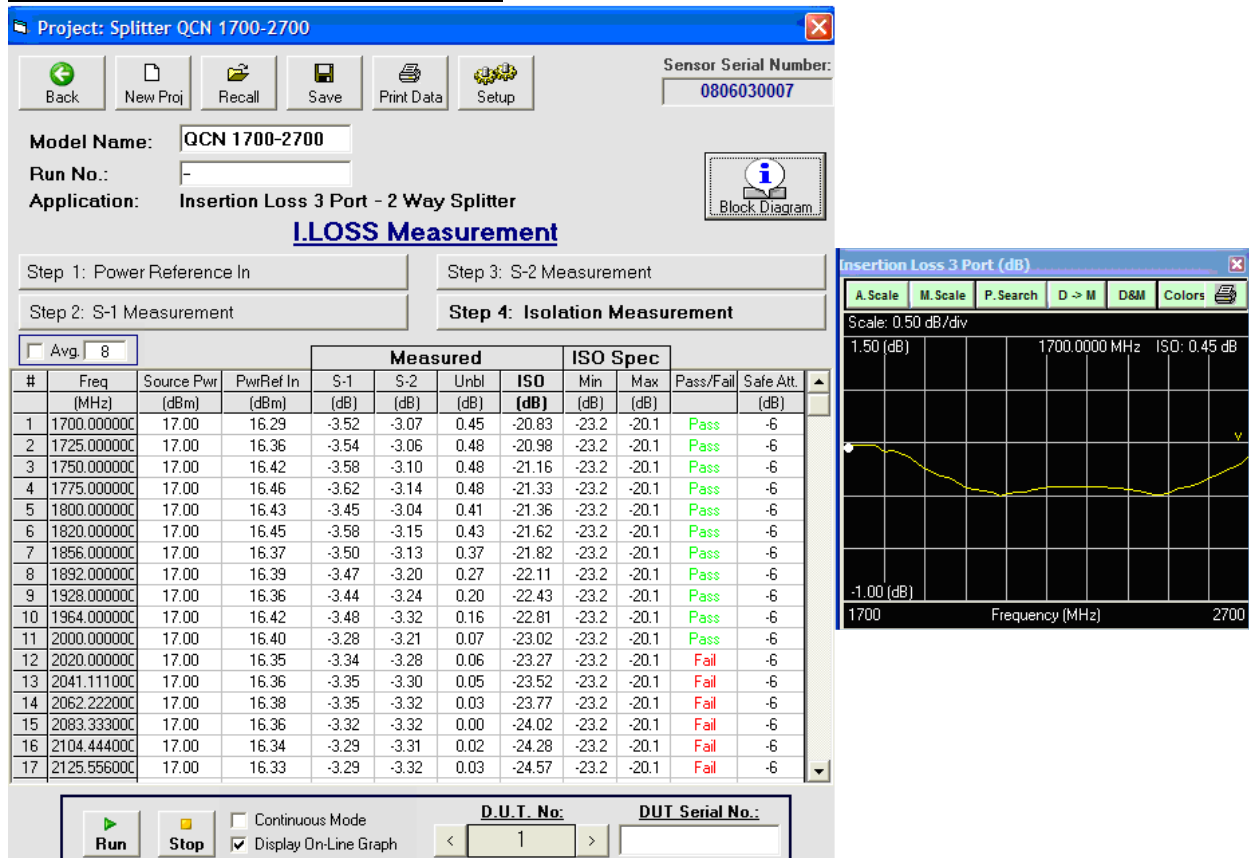 Project: Splitter QCN 1700-2700
Back
New Proj
Recall
Save
Print Data
Setup
Sensor Serial Number:
0806030007
Model Name: QCN 1700-2700
Run No.: -
Application: Insertion Loss 3 Port - 2 Way Splitter
Block Diagram
I.LOSS Measurement
Step 1: Power Reference In
Step 3: S-2 Measurement
Step 2: S-1 Measurement
Step 4: Isolation Measurement
Avg. 8
Measured ISO Spec
# Freq Source Pwr PwrRef In S-1 S-2 Unbl ISO Min Max Pass/Fail Safe Att.
(MHz) (dBm) (dBm) (dB) (dB) (dB) (dB) (dB) (dB) (dB)
1 1700.000000 17.00 16.29 -3.52 -3.07 0.45 -20.83 -23.2 -20.1 Pass -6
2 1725.000000 17.00 16.36 -3.54 -3.06 0.48 -20.98 -23.2 -20.1 Pass -6
3 1750.000000 17.00 16.42 -3.58 -3.10 0.48 -21.16 -23.2 -20.1 Pass -6
4 1775.000000 17.00 16.46 -3.62 -3.14 0.48 -21.33 -23.2 -20.1 Pass -6
5 1800.000000 17.00 16.43 -3.45 -3.04 0.41 -21.36 -23.2 -20.1 Pass -6
6 1820.000000 17.00 16.45 -3.58 -3.15 0.43 -21.62 -23.2 -20.1 Pass -6
7 1856.000000 17.00 16.37 -3.50 -3.13 0.37 -21.82 -23.2 -20.1 Pass -6
8 1892.000000 17.00 16.39 -3.47 -3.20 0.27 -22.11 -23.2 -20.1 Pass -6
9 1928.000000 17.00 16.36 -3.44 -3.24 0.20 -22.43 -23.2 -20.1 Pass -6
10 1964.000000 17.00 16.42 -3.48 -3.32 0.16 -22.81 -23.2 -20.1 Pass -6
11 2000.000000 17.00 16.40 -3.28 -3.21 0.07 -23.02 -23.2 -20.1 Pass -6
12 2020.000000 17.00 16.35 -3.34 -3.28 0.06 -23.27 -23.2 -20.1 Fail -6
13 2041.111000 17.00 16.36 -3.35 -3.30 0.05 -23.52 -23.2 -20.1 Fail -6
14 2062.222000 17.00 16.38 -3.35 -3.32 0.03 -23.77 -23.2 -20.1 Fail -6
15 2083.333000 17.00 16.36 -3.32 -3.32 0.00 -24.02 -23.2 -20.1 Fail -6
16 2104.444000 17.00 16.34 -3.29 -3.31 0.02 -24.28 -23.2 -20.1 Fail -6
17 2125.556000 17.00 16.33 -3.29 -3.32 0.03 -24.57 -23.2 -20.1 Fail -6
Run
Stop
Continuous Mode
Display On-Line Graph
D.U.T. No:
< 1 >
DUT Serial No.:
Insertion Loss 3 Port (dB)
A.Scale M.Scale P.Search D -> M D&M Colors
Scale: 0.50 dB/div
1.50 (dB) 1700.0000 MHz ISO: 0.45 dB
-1.00 (dB)
1700 Frequency (MHz) 2700